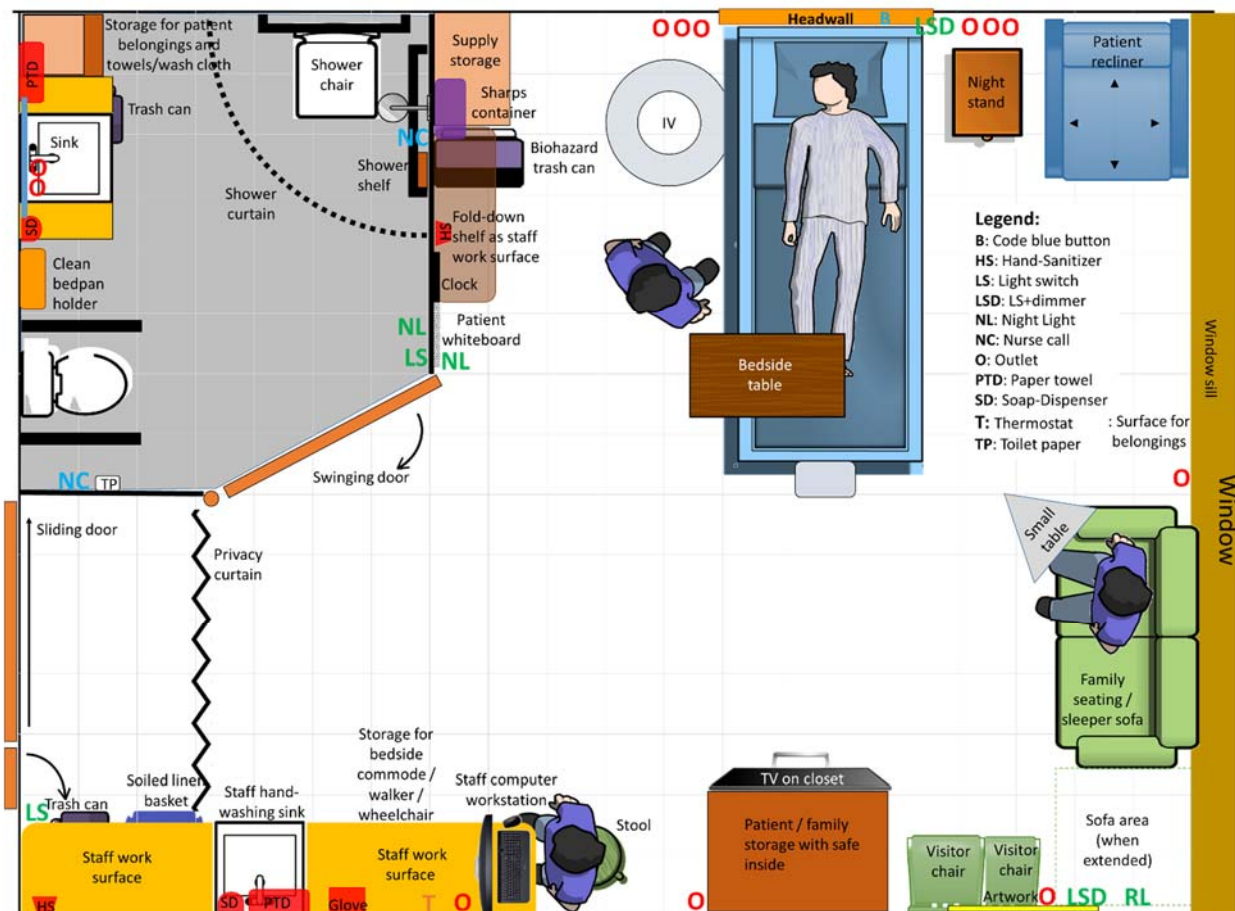 Storage for patient
belongings and
towels/wash cloth
PTD
Trash can
Sink
O
O
SD
Clean
bedpan
holder
Shower
chair
NC
Shower
shelf
Shower
curtain
NL
LS
NC
TP
Supply
storage
Sharps
container
Biohazard
trash can
HS
Fold-down
shelf as staff
work surface
Clock
Patient
whiteboard
NL
Swinging door
OOO
Headwall
B
LSD
OOO
IV
Night
stand
Patient
recliner
Bedside
table
Legend:
B: Code blue button
HS: Hand-Sanitizer
LS: Light switch
LSD: LS+dimmer
NL: Night Light
NC: Nurse call
O: Outlet
PTD: Paper towel
SD: Soap-Dispenser
T: Thermostat
TP: Toilet paper
: Surface for
belongings
Window sill
Window
O
Sliding door
Privacy
curtain
Small
table
Family
seating /
sleeper sofa
LS
Trash can
Soiled linen
basket
Staff hand-
washing sink
Storage for
bedside
commode /
walker /
wheelchair
Staff computer
workstation
Stool
Staff work
surface
HS
SD
PTD
Glove
Staff work
surface
T
O
TV on closet
Patient / family
storage with safe
inside
O
Visitor
chair
Visitor
chair
Artwork
O
Sofa area
(when
extended)
LSD
RL